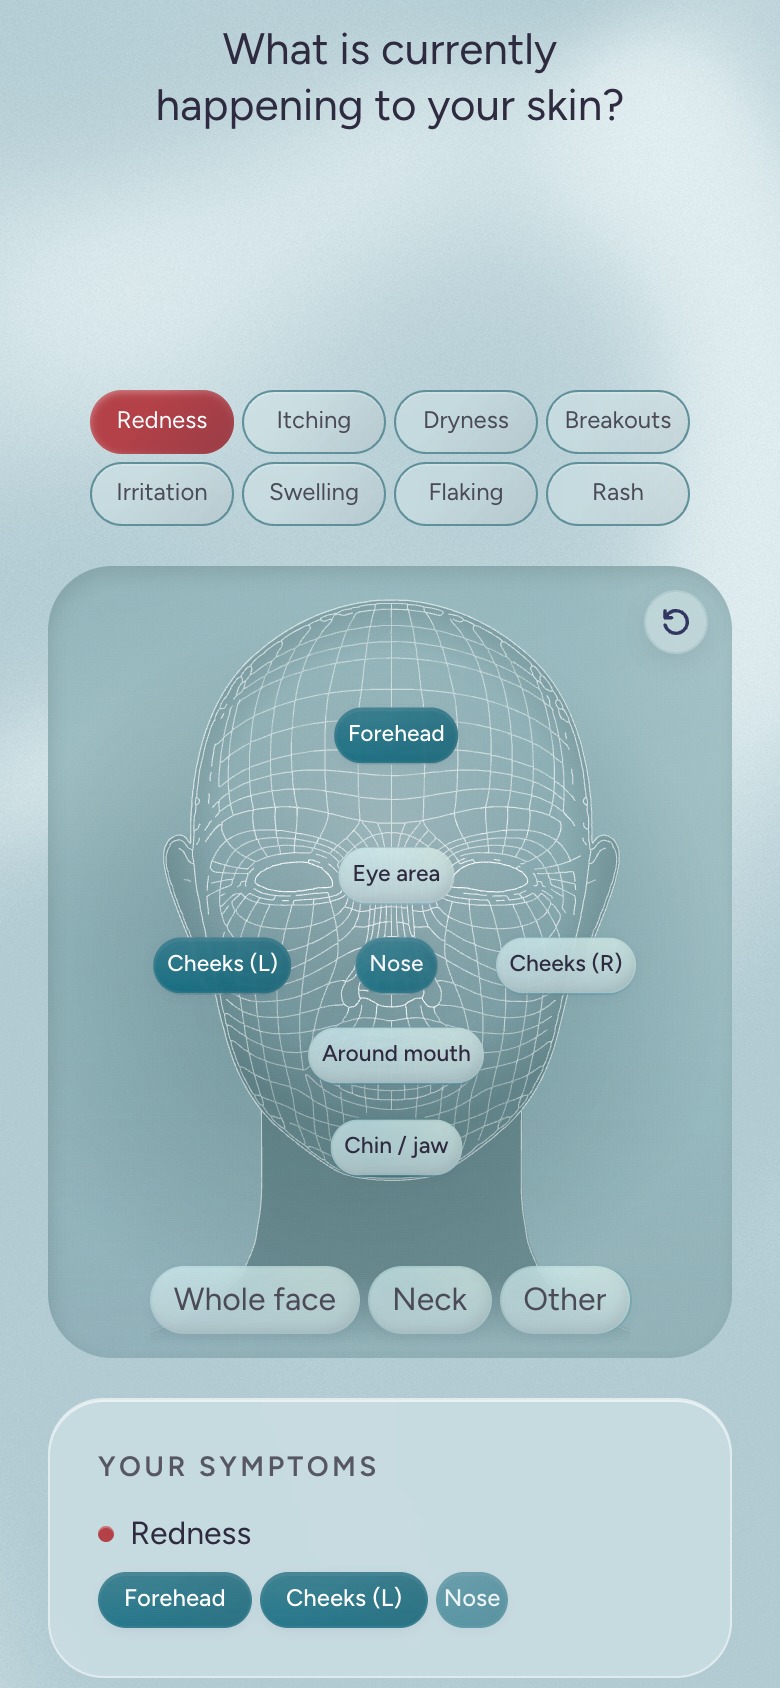 What is currently
happening to your skin?
Redness Itching Dryness Breakouts
Irritation Swelling Flaking Rash
Forehead
Eye area
Cheeks (L) Nose Cheeks (R)
Around mouth
Chin / jaw
Whole face Neck Other
YOUR SYMPTOMS
Redness
Forehead Cheeks (L) Nose